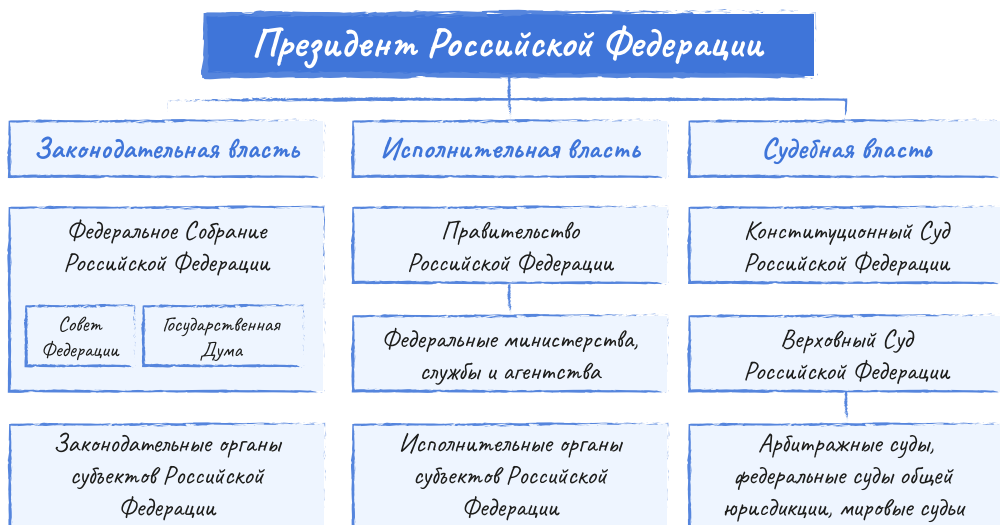 Президент Российской Федерации
Законодательная власть
Исполнительная власть
Судебная власть
Федеральное Собрание
Российской Федерации
Совет
Федерации
Государственная
Дума
Законодательные органы
субъектов Российской
Федерации
Правительство
Российской Федерации
Федеральные министерства,
службы и агентства
Исполнительные органы
субъектов Российской
Федерации
Конституционный Суд
Российской Федерации
Верховный Суд
Российской Федерации
Арбитражные суды,
федеральные суды общей
юрисдикции, мировые судьи